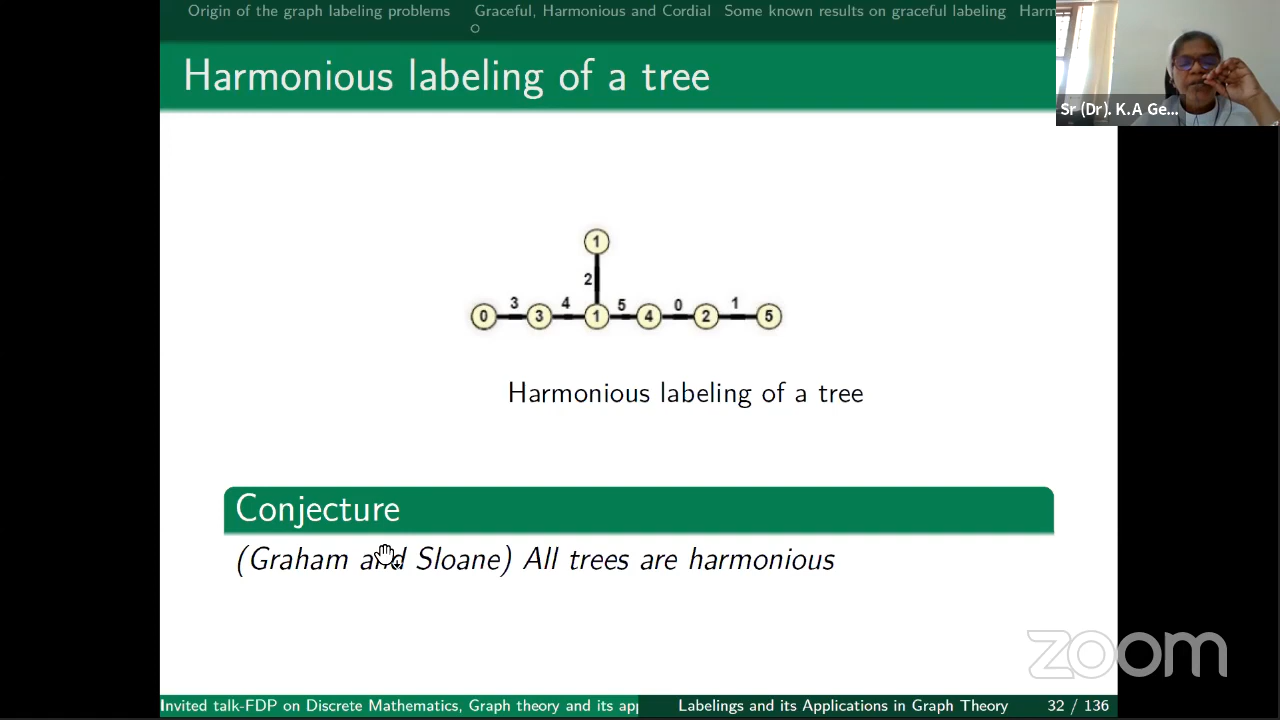 Origin of the graph labeling problems Graceful, Harmonious and Cordial Some known results on graceful labeling Harm
Harmonious labeling of a tree
Sr (Dr). K.A Ge...
1
2
3 4 5 0 1
0 3 1 4 2 5
Harmonious labeling of a tree
Conjecture
(Graham and Sloane) All trees are harmonious
zoom
Invited talk-FDP on Discrete Mathematics, Graph theory and its app Labelings and its Applications in Graph Theory 32 / 136